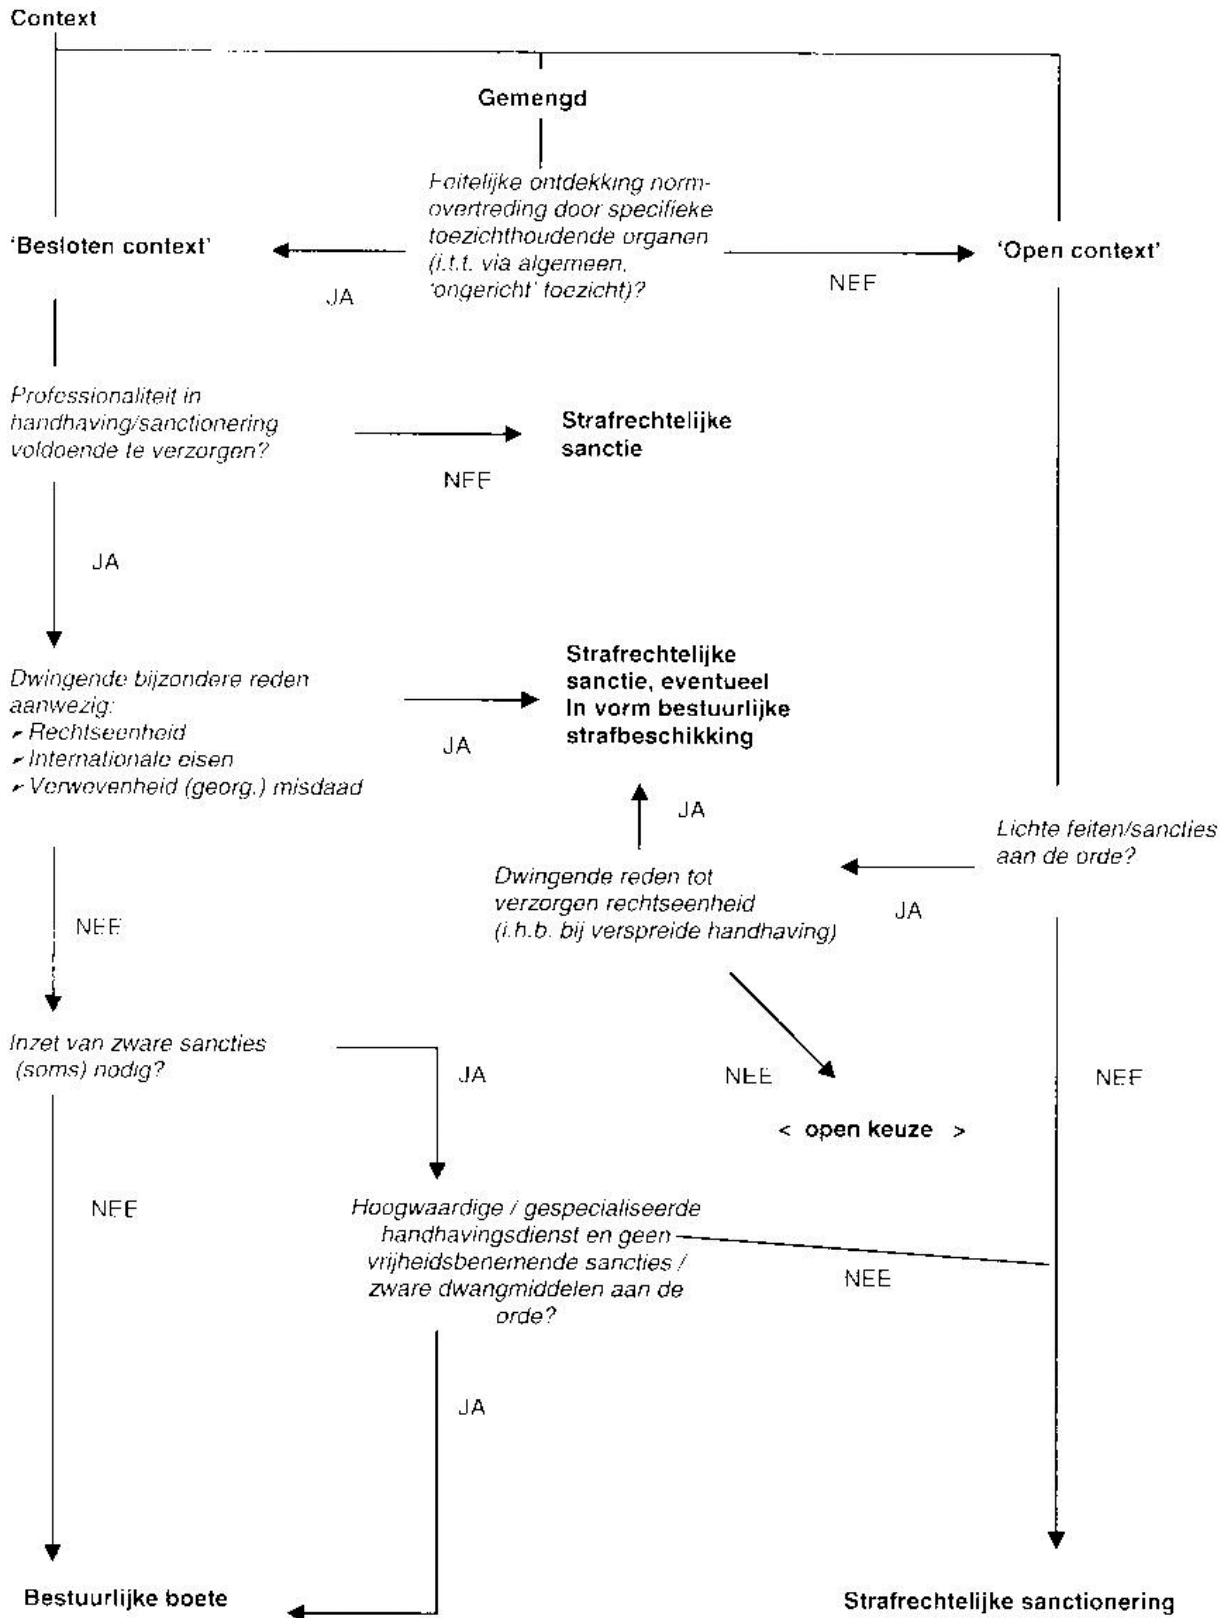 Context
Gemengd
Feitelijke ontdekking norm-
overtreding door specifieke
toezichthoudende organen
(i.t.t. via algemeen,
'ongericht' toezicht)?
'Besloten context'
'Open context'
JA
NEE
Professionaliteit in
handhaving/sanctionering
voldoende te verzorgen?
Strafrechtelijke
sanctie
NEE
JA
Dwingende bijzondere reden
aanwezig:
Rechtseenheid
Internationale eisen
Verwevenheid (georg.) misdaad
JA
Strafrechtelijke
sanctie, eventueel
In vorm bestuurlijke
strafbeschikking
JA
Lichte feiten/sancties
aan de orde?
JA
Dwingende reden tot
verzorgen rechtseenheid
(i.h.b. bij verspreide handhaving)
NEE
Inzet van zware sancties
(soms) nodig?
JA
NEE
NEE
< open keuze >
NEE
Hoogwaardige / gespecialiseerde
handhavingsdienst en geen
vrijheidsbenemende sancties /
zware dwangmiddelen aan de
orde?
NEE
JA
Bestuurlijke boete
Strafrechtelijke sanctionering